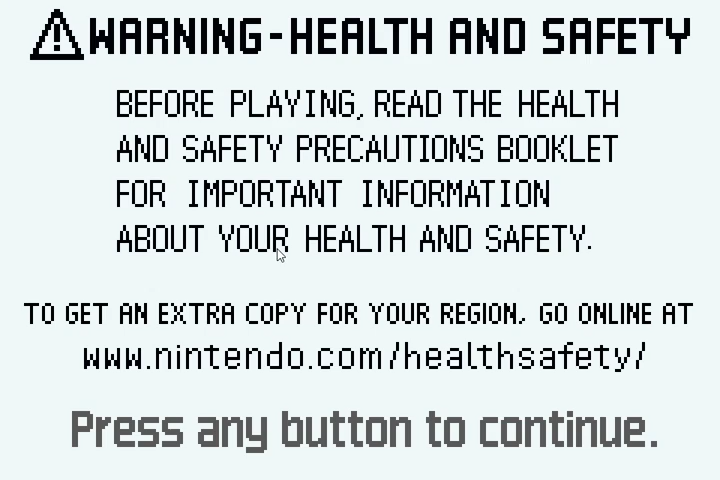 WARNING-HEALTH AND SAFETY
BEFORE PLAYING, READ THE HEALTH
AND SAFETY PRECAUTIONS BOOKLET
FOR IMPORTANT INFORMATION
ABOUT YOUR HEALTH AND SAFETY.
TO GET AN EXTRA COPY FOR YOUR REGION, GO ONLINE AT
www.nintendo.com/healthsafety/
Press any button to continue.